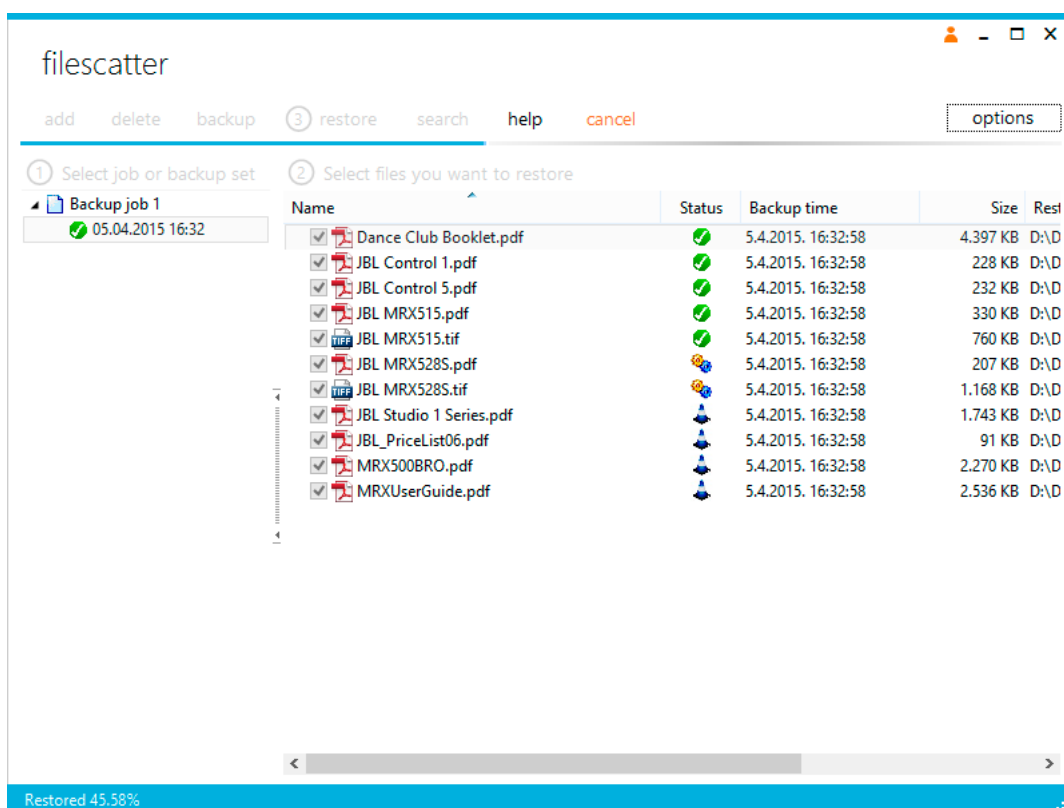 filescatter
add delete backup 3 restore search help cancel options
1 Select job or backup set 2 Select files you want to restore
Backup job 1
05.04.2015 16:32
Name Status Backup time Size Rest
Dance Club Booklet.pdf 5.4.2015. 16:32:58 4.397 KB D:\D
JBL Control 1.pdf 5.4.2015. 16:32:58 228 KB D:\D
JBL Control 5.pdf 5.4.2015. 16:32:58 232 KB D:\D
JBL MRX515.pdf 5.4.2015. 16:32:58 330 KB D:\D
TIFF JBL MRX515.tif 5.4.2015. 16:32:58 760 KB D:\D
JBL MRX528S.pdf 5.4.2015. 16:32:58 207 KB D:\D
TIFF JBL MRX528S.tif 5.4.2015. 16:32:58 1.168 KB D:\D
JBL Studio 1 Series.pdf 5.4.2015. 16:32:58 1.743 KB D:\D
JBL_PriceList06.pdf 5.4.2015. 16:32:58 91 KB D:\D
MRX500BRO.pdf 5.4.2015. 16:32:58 2.270 KB D:\D
MRXUserGuide.pdf 5.4.2015. 16:32:58 2.536 KB D:\D
Restored 45.58%